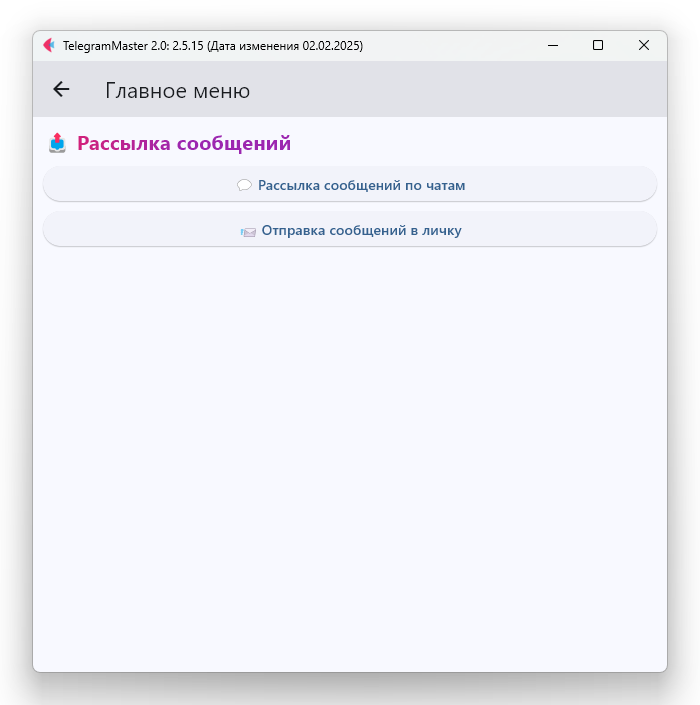 TelegramMaster 2.0: 2.5.15 (Дата изменения 02.02.2025)
Главное меню
Рассылка сообщений
Рассылка сообщений по чатам
Отправка сообщений в личку